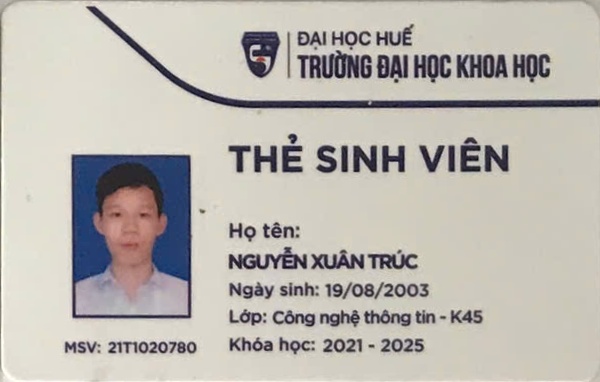 ĐẠI HỌC HUẾ
TRƯỜNG ĐẠI HỌC KHOA HỌC
THẺ SINH VIÊN
Họ tên:
NGUYỄN XUÂN TRÚC
Ngày sinh: 19/08/2003
Lớp: Công nghệ thông tin - K45
Khóa học: 2021 - 2025
MSV: 21T1020780